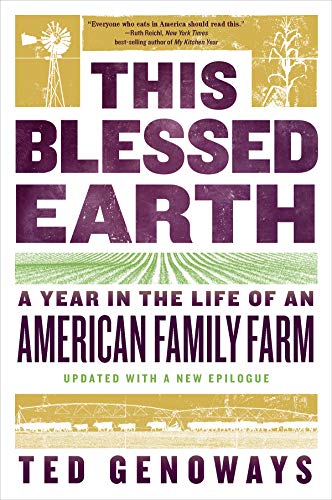 "Everyone who eats in America should read this."
—Ruth Reichl, New York Times
best-selling author of My Kitchen Year
THIS
BLESSED
EARTH
A YEAR IN THE LIFE OF AN
AMERICAN FAMILY FARM
UPDATED WITH A NEW EPILOGUE
TED GENOWAYS